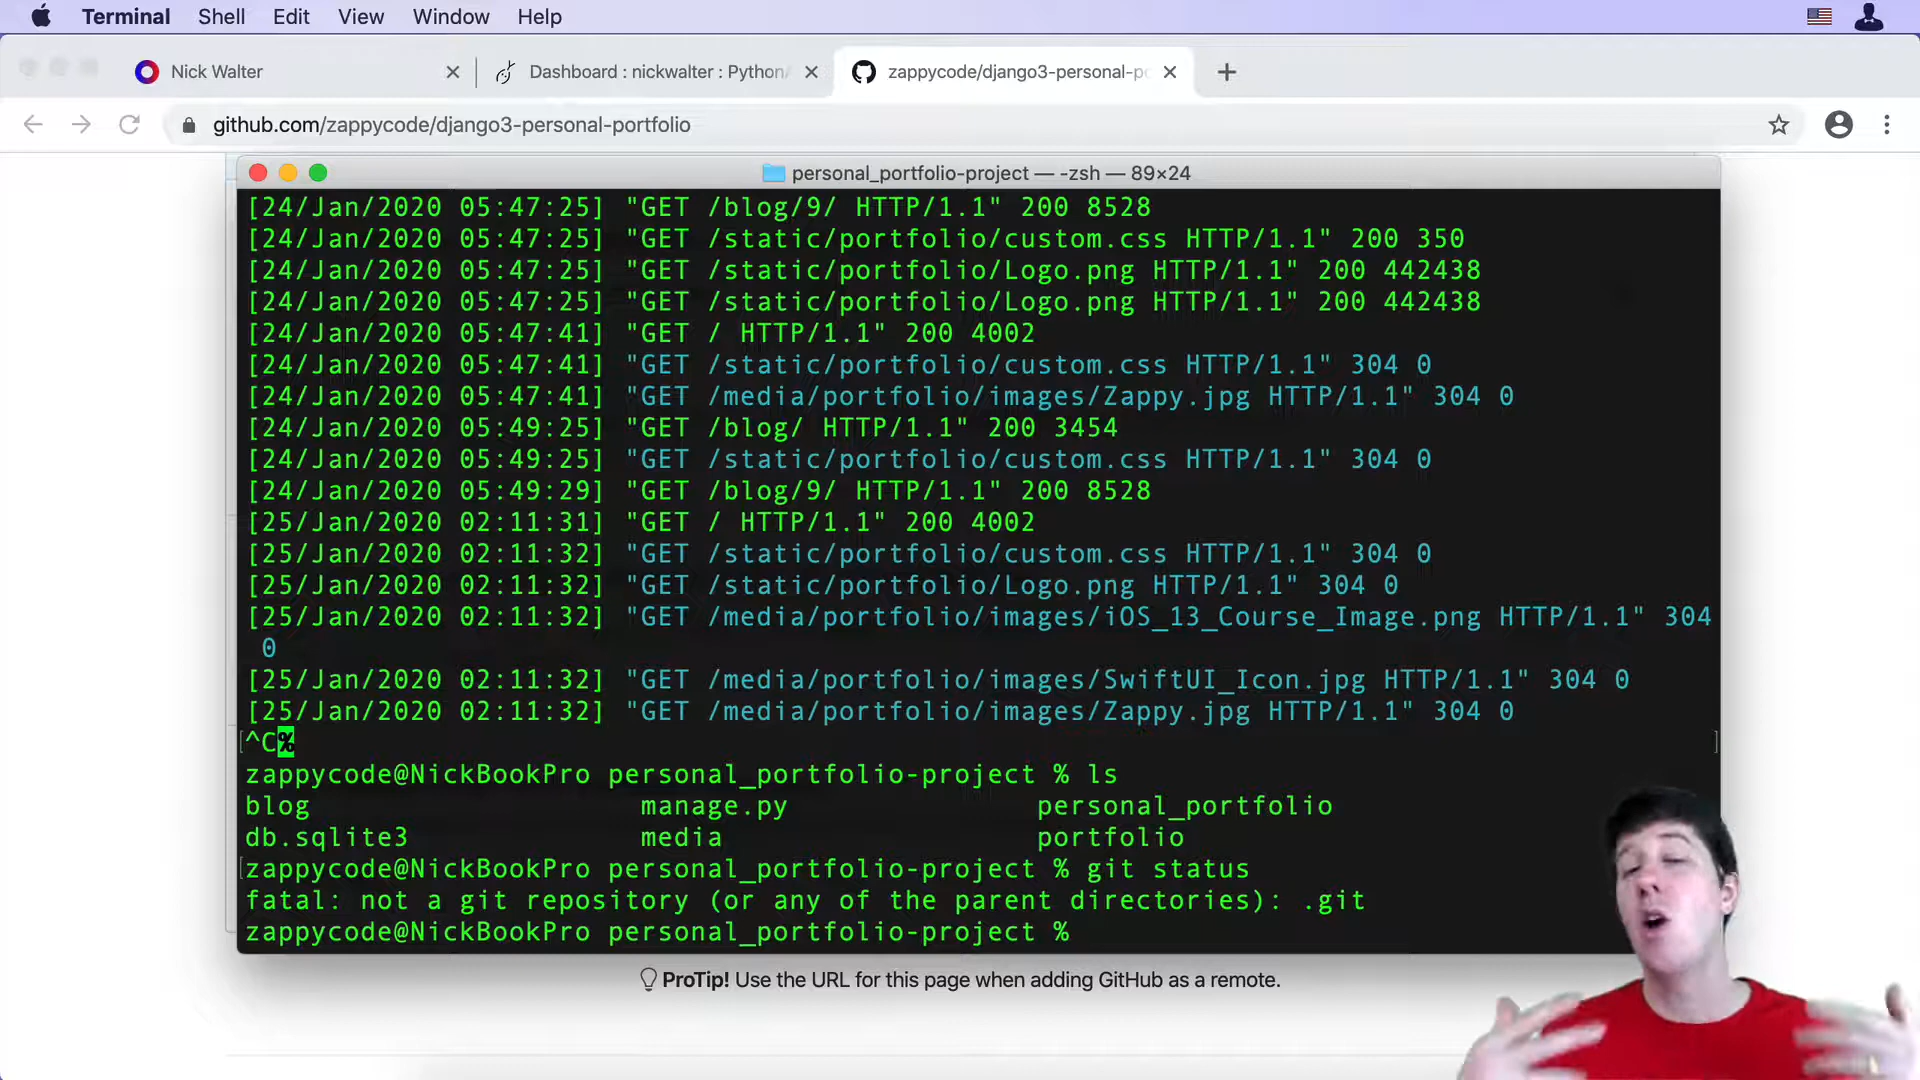 Terminal Shell Edit View Window Help
Nick Walter Dashboard : nickwalter : Python zappycode/django3-personal-po
github.com/zappycode/django3-personal-portfolio
personal_portfolio-project — -zsh — 89×24
[24/Jan/2020 05:47:25] "GET /blog/9/ HTTP/1.1" 200 8528
[24/Jan/2020 05:47:25] "GET /static/portfolio/custom.css HTTP/1.1" 200 350
[24/Jan/2020 05:47:25] "GET /static/portfolio/Logo.png HTTP/1.1" 200 442438
[24/Jan/2020 05:47:25] "GET /static/portfolio/Logo.png HTTP/1.1" 200 442438
[24/Jan/2020 05:47:41] "GET / HTTP/1.1" 200 4002
[24/Jan/2020 05:47:41] "GET /static/portfolio/custom.css HTTP/1.1" 304 0
[24/Jan/2020 05:47:41] "GET /media/portfolio/images/Zappy.jpg HTTP/1.1" 304 0
[24/Jan/2020 05:49:25] "GET /blog/ HTTP/1.1" 200 3454
[24/Jan/2020 05:49:25] "GET /static/portfolio/custom.css HTTP/1.1" 304 0
[24/Jan/2020 05:49:29] "GET /blog/9/ HTTP/1.1" 200 8528
[25/Jan/2020 02:11:31] "GET / HTTP/1.1" 200 4002
[25/Jan/2020 02:11:32] "GET /static/portfolio/custom.css HTTP/1.1" 304 0
[25/Jan/2020 02:11:32] "GET /static/portfolio/Logo.png HTTP/1.1" 304 0
[25/Jan/2020 02:11:32] "GET /media/portfolio/images/iOS_13_Course_Image.png HTTP/1.1" 304
0
[25/Jan/2020 02:11:32] "GET /media/portfolio/images/SwiftUI_Icon.jpg HTTP/1.1" 304 0
[25/Jan/2020 02:11:32] "GET /media/portfolio/images/Zappy.jpg HTTP/1.1" 304 0
^C%
zappycode@NickBookPro personal_portfolio-project % ls
blog manage.py personal_portfolio
db.sqlite3 media portfolio
zappycode@NickBookPro personal_portfolio-project % git status
fatal: not a git repository (or any of the parent directories): .git
zappycode@NickBookPro personal_portfolio-project %
ProTip! Use the URL for this page when adding GitHub as a remote.